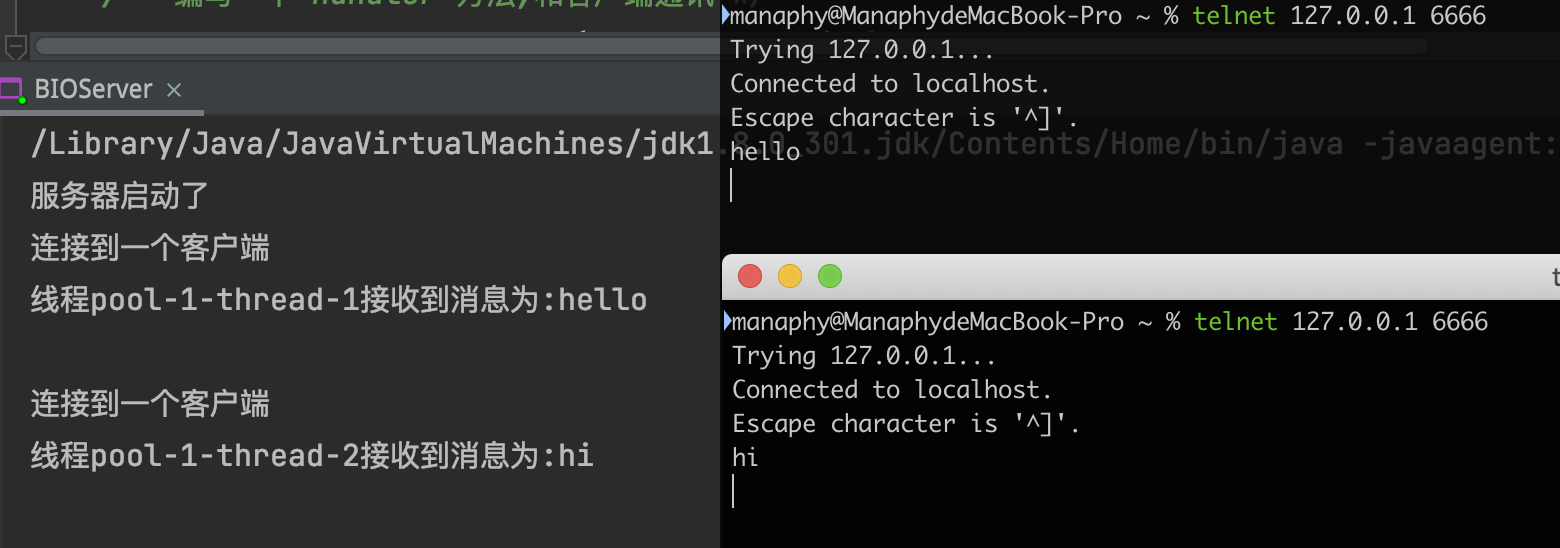 编写一个 handler 方法,和客户端通讯
BIOServer ×
/Library/Java/JavaVirtualMachines/jdk1.8.0_301.jdk/Contents/Home/bin/java -javaagent:
服务器启动了
连接到一个客户端
线程pool-1-thread-1接收到消息为:hello
连接到一个客户端
线程pool-1-thread-2接收到消息为:hi
manaphy@ManaphydeMacBook-Pro ~ % telnet 127.0.0.1 6666
Trying 127.0.0.1...
Connected to localhost.
Escape character is '^]'.
hello
manaphy@ManaphydeMacBook-Pro ~ % telnet 127.0.0.1 6666
Trying 127.0.0.1...
Connected to localhost.
Escape character is '^]'.
hi